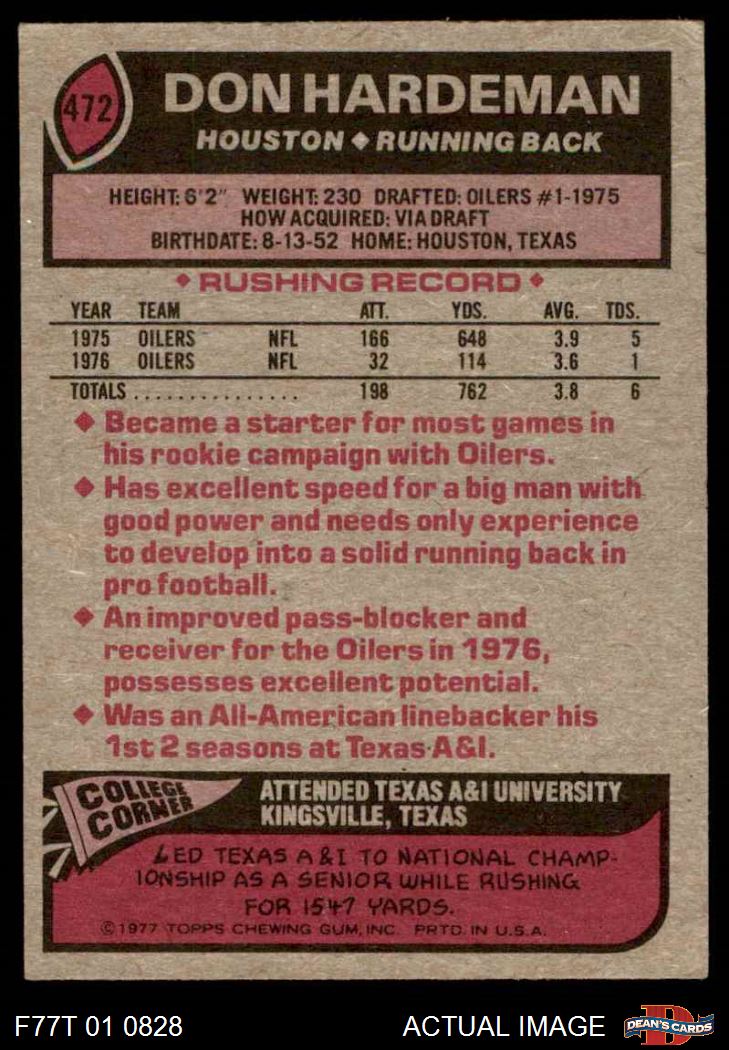 472
DON HARDEMAN
HOUSTON ♦ RUNNING BACK
HEIGHT: 6'2" WEIGHT: 230 DRAFTED: OILERS #1-1975
HOW ACQUIRED: VIA DRAFT
BIRTHDATE: 8-13-52 HOME: HOUSTON, TEXAS
♦ RUSHING RECORD ♦
YEAR TEAM ATT. YDS. AVG. TDS.
1975 OILERS NFL 166 648 3.9 5
1976 OILERS NFL 32 114 3.6 1
TOTALS ................ 198 762 3.8 6
♦ Became a starter for most games in
his rookie campaign with Oilers.
♦ Has excellent speed for a big man with
good power and needs only experience
to develop into a solid running back in
pro football.
♦ An improved pass-blocker and
receiver for the Oilers in 1976,
possesses excellent potential.
♦ Was an All-American linebacker his
1st 2 seasons at Texas A&I.
COLLEGE
CORNER
ATTENDED TEXAS A&I UNIVERSITY
KINGSVILLE, TEXAS
LED TEXAS A & I TO NATIONAL CHAMP-
IONSHIP AS A SENIOR WHILE RUSHING
FOR 1547 YARDS.
©1977 TOPPS CHEWING GUM, INC. PRTD. IN U.S.A.
F77T 01 0828
ACTUAL IMAGE
D
DEAN'S CARDS